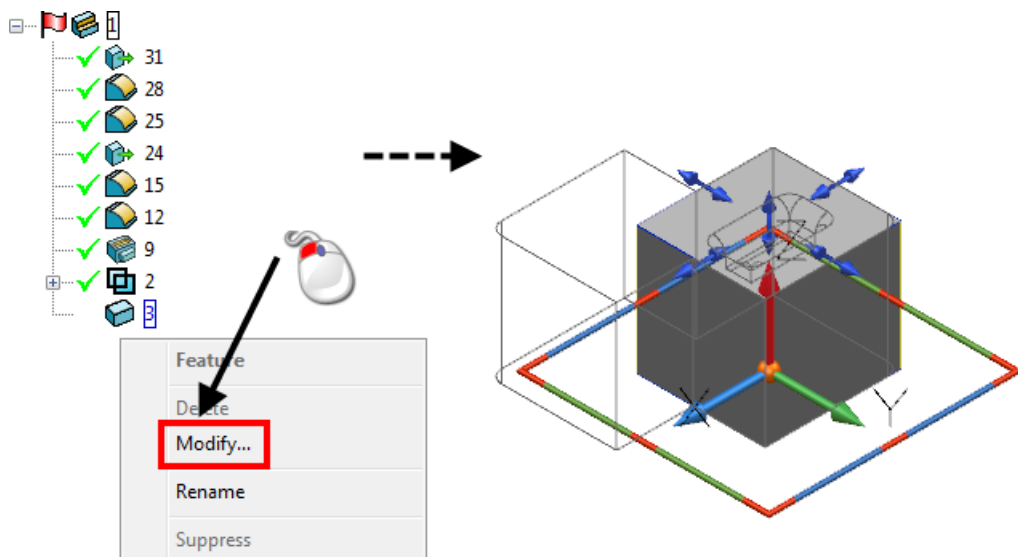 1
31
28
25
24
15
12
9
2
3
Feature
Delete
Modify...
Rename
Suppress
X
Y